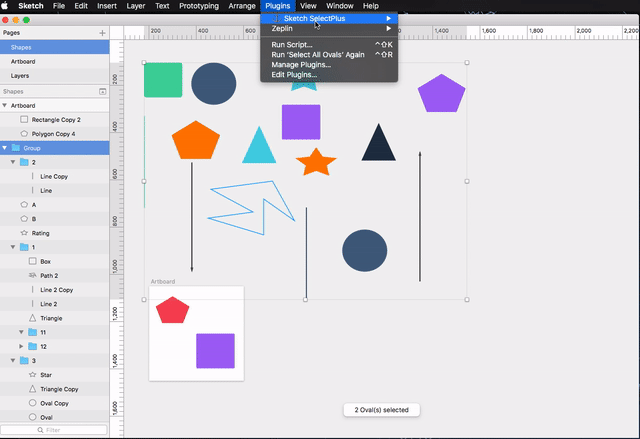 Sketch File Edit Insert Layer Text Prototyping Arrange Plugins View Window Help
Sketch SelectPlus
Zeplin
Run Script... ^⇧K
Run 'Select All Ovals' Again ^⇧R
Manage Plugins...
Edit Plugins...
Pages
Shapes
Artboard
Layers
Shapes
Artboard
Rectangle Copy 2
Polygon Copy 4
Group
2
Line Copy
Line
A
B
Rating
1
Box
Path 2
Line 2 Copy
Line 2
Triangle
11
12
3
Star
Triangle Copy
Oval Copy
Oval
Filter
200 400 600 800 1,000 1,200 1,400 1,600
200
400
600
800
1,000
1,200
1,400
1,600
Artboard
2 Oval(s) selected